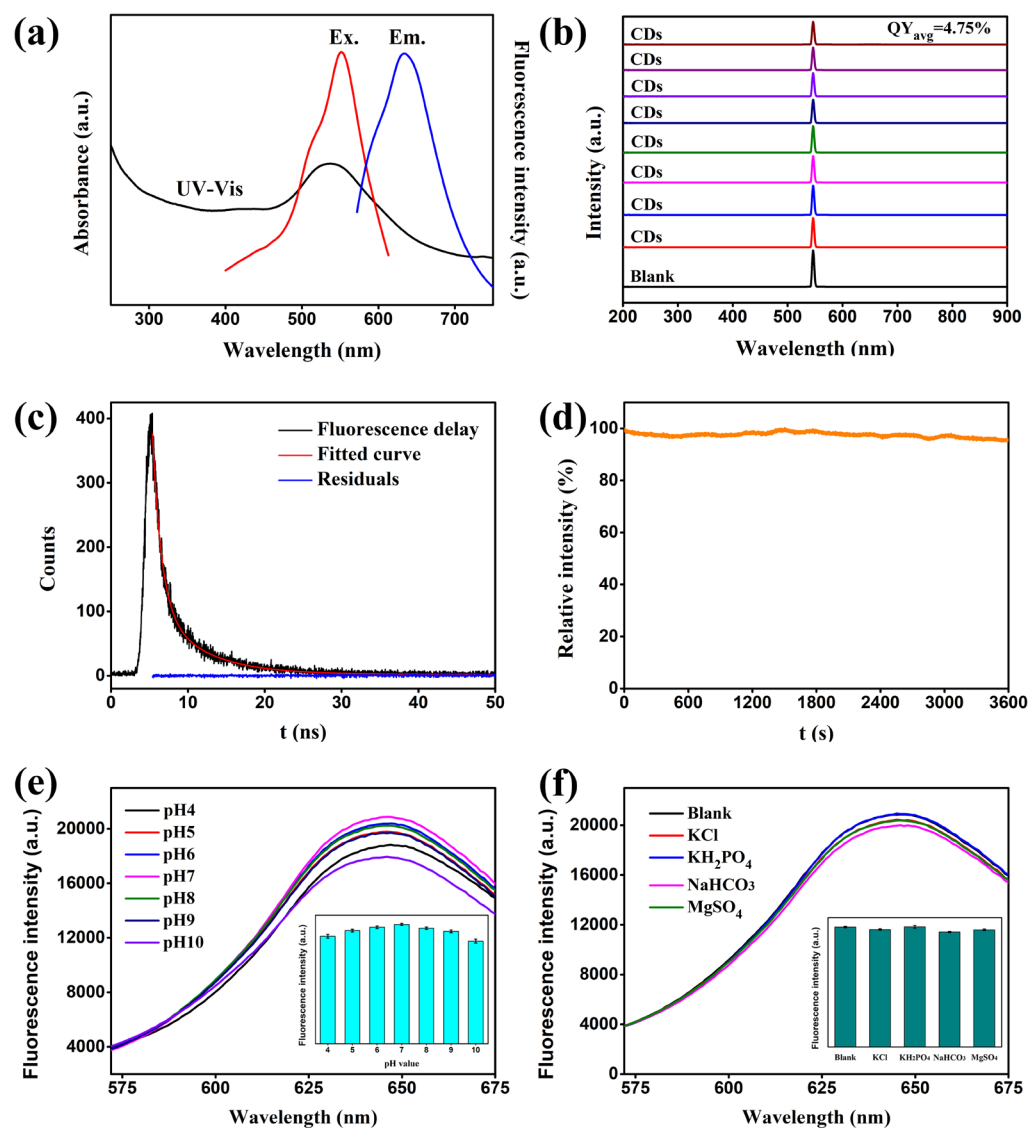 (a)
Ex.
Em.
UV-Vis
Absorbance (a.u.)
Fluorescence intensity (a.u.)
300 400 500 600 700
Wavelength (nm)
(b)
QYavg=4.75%
CDs
CDs
CDs
CDs
CDs
CDs
CDs
CDs
Blank
Intensity (a.u.)
200 300 400 500 600 700 800 900
Wavelength (nm)
(c)
400
300
200
100
0
Counts
Fluorescence delay
Fitted curve
Residuals
0 10 20 30 40 50
t (ns)
(d)
100
80
60
40
20
0
Relative intensity (%)
0 600 1200 1800 2400 3000 3600
t (s)
(e)
20000
16000
12000
8000
4000
Fluorescence intensity (a.u.)
pH4
pH5
pH6
pH7
pH8
pH9
pH10
Fluorescence intensity (a.u.)
4 5 6 7 8 9 10
pH value
575 600 625 650 675
Wavelength (nm)
(f)
20000
16000
12000
8000
4000
Fluorescence intensity (a.u.)
Blank
KCl
KH₂PO₄
NaHCO₃
MgSO₄
Fluorescence intensity (a.u.)
Blank KCl KH₂PO₄ NaHCO₃ MgSO₄
575 600 625 650 675
Wavelength (nm)